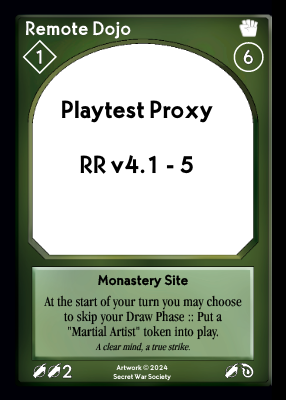 Remote Dojo
1
6
Playtest Proxy
RR v4.1 - 5
Monastery Site
At the start of your turn you may choose
to skip your Draw Phase :: Put a
"Martial Artist" token into play.
A clear mind, a true strike.
2
Artwork © 2024
Secret War Society